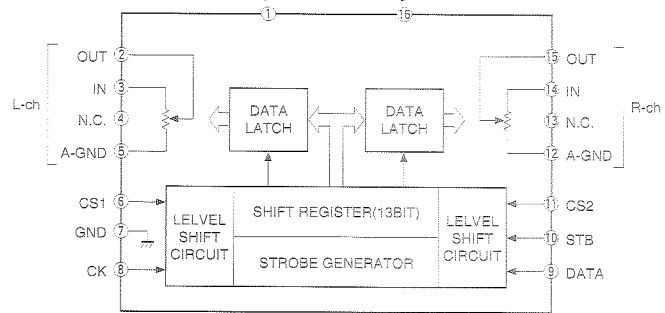 1 16
OUT 2 15 OUT
IN 3 14 IN
L-ch R-ch
N.C. 4 DATA LATCH DATA LATCH 13 N.C.
A-GND 5 12 A-GND
CS1 6 11 CS2
LELVEL SHIFT CIRCUIT
SHIFT REGISTER(13BIT)
LELVEL SHIFT CIRCUIT
GND 7 10 STB
STROBE GENERATOR
CK 8 9 DATA